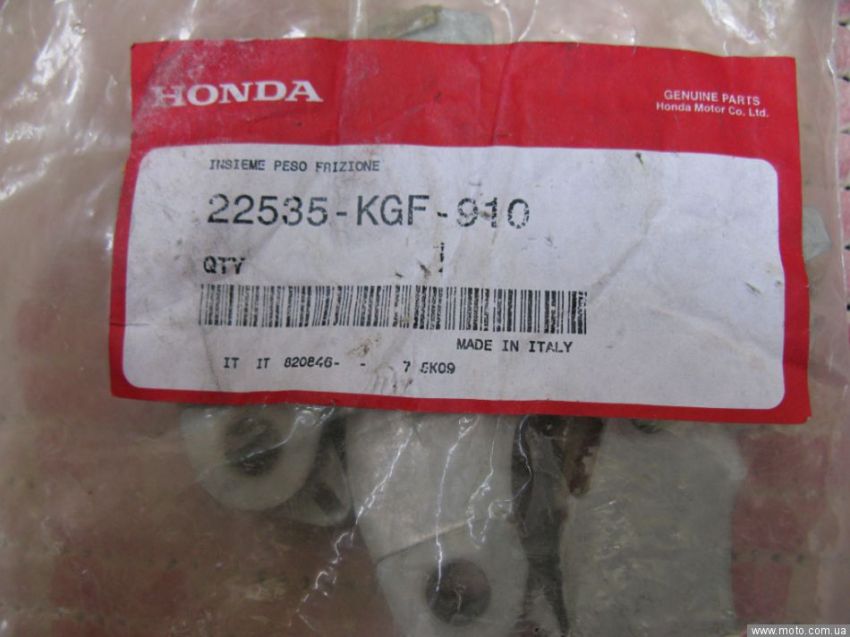 HONDA
GENUINE PARTS
Honda Motor Co. Ltd.
INSIEME PESO FRIZIONE
22535-KGF-910
QTY 1
MADE IN ITALY
IT IT 820846- - 7 5K09
www.moto.com.ua